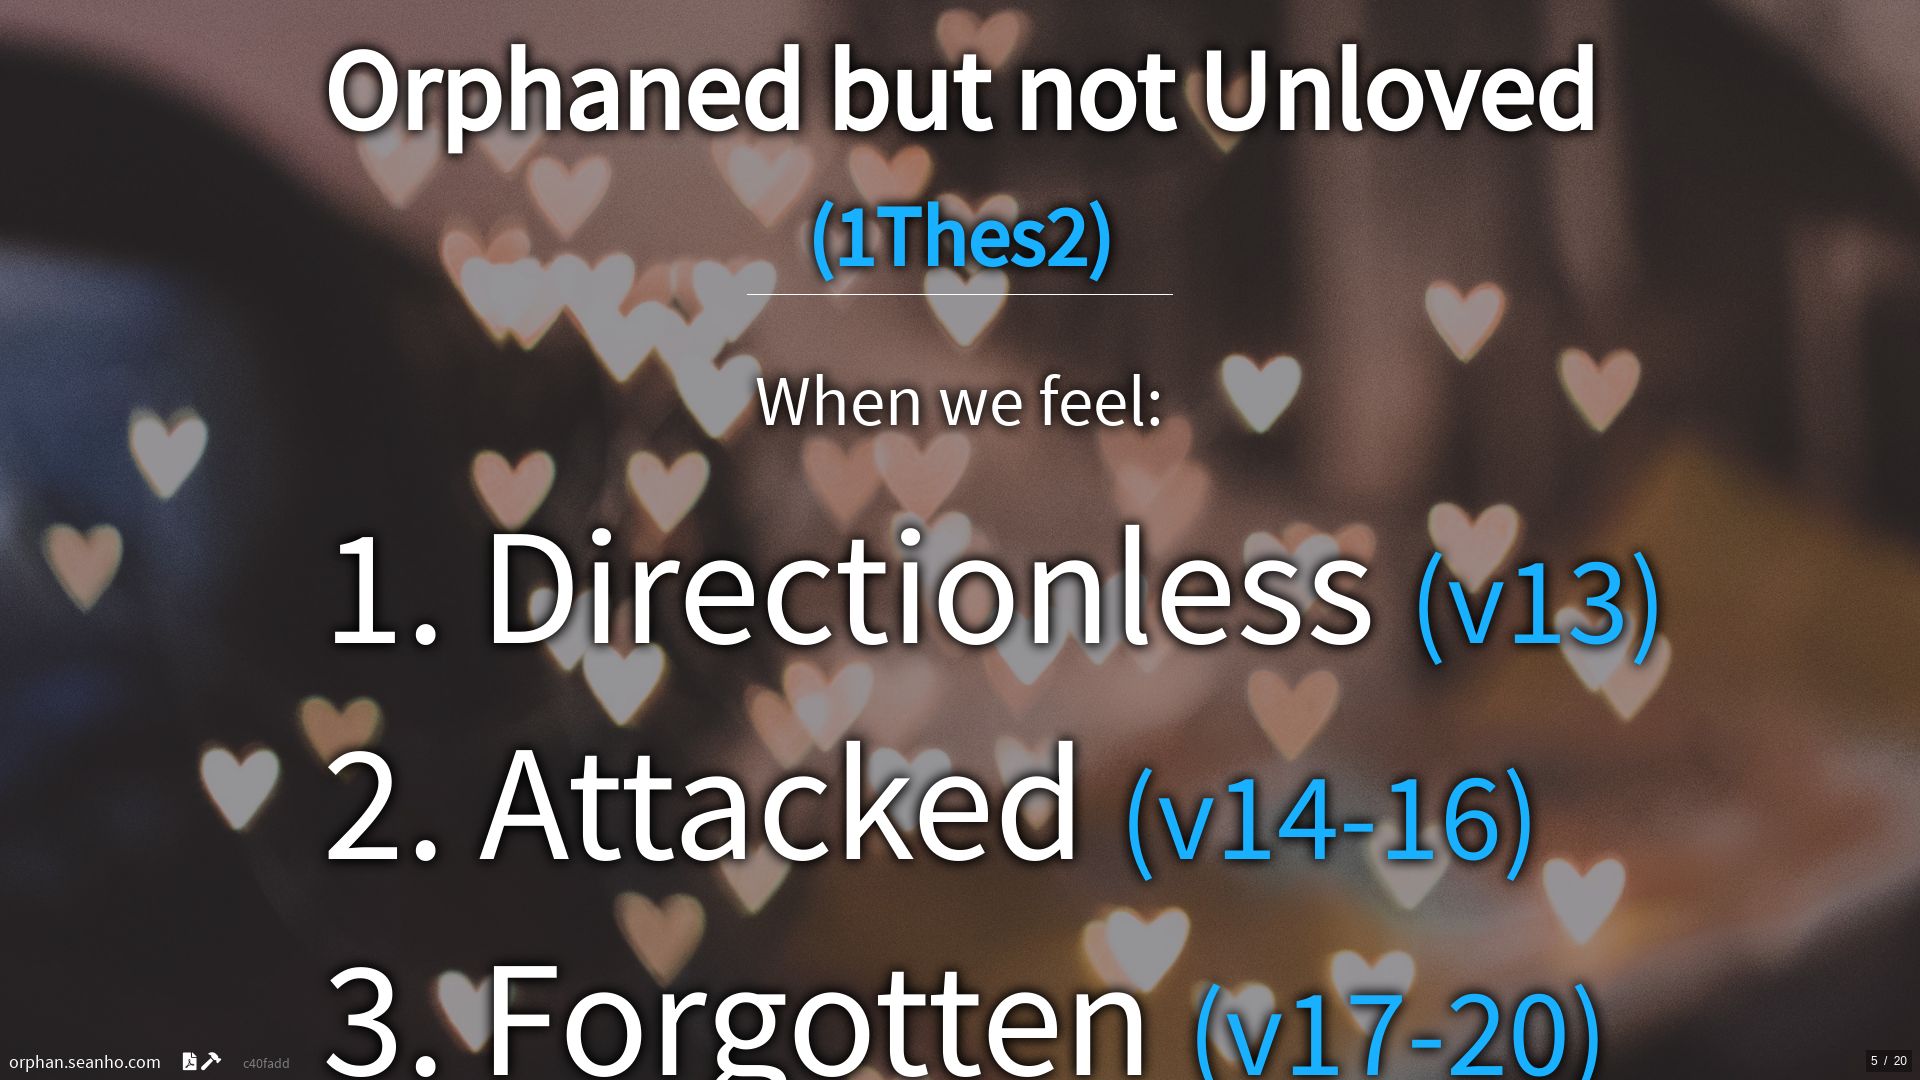 Orphaned but not Unloved
(1Thes2)
When we feel:
1. Directionless (v13)
2. Attacked (v14-16)
3. Forgotten (v17-20)
orphan.seanho.com c40fadd
5 / 20